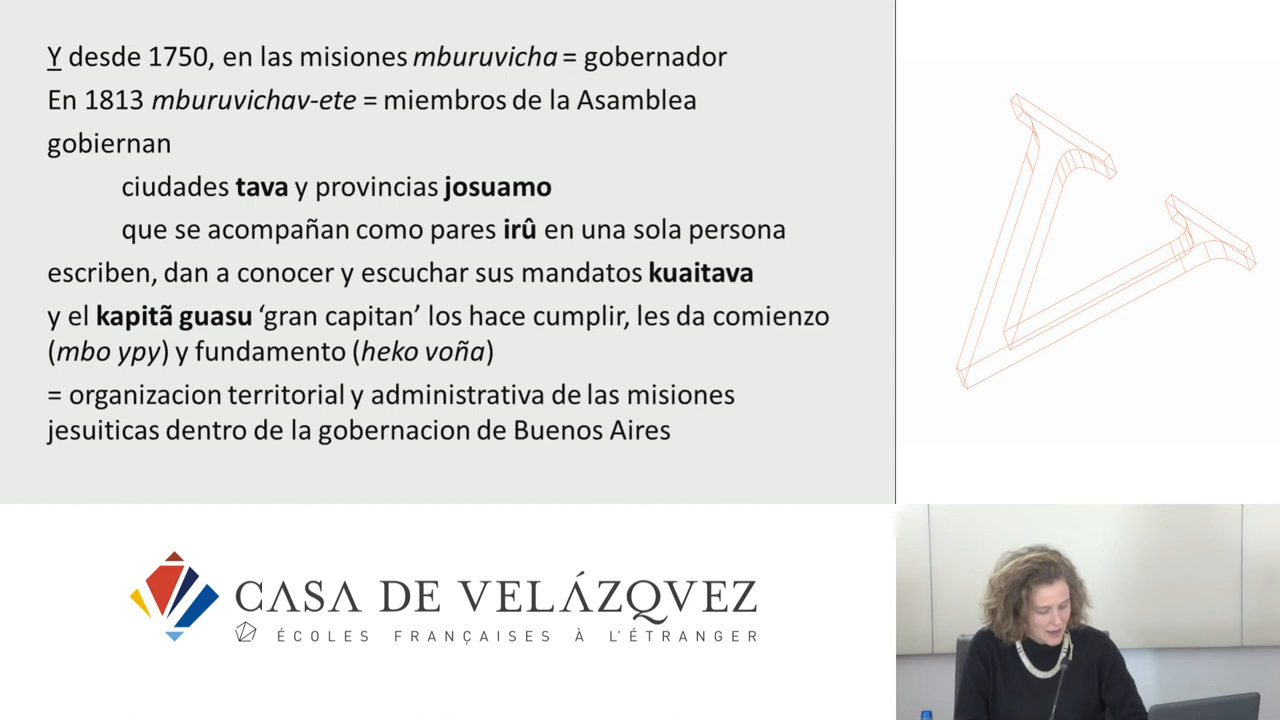 Y desde 1750, en las misiones mburuvicha = gobernador
En 1813 mburuvichav-ete = miembros de la Asamblea
gobiernan
ciudades tava y provincias josuamo
que se acompañan como pares irû en una sola persona
escriben, dan a conocer y escuchar sus mandatos kuaitava
y el kapitã guasu ‘gran capitan’ los hace cumplir, les da comienzo
(mbo ypy) y fundamento (heko voña)
= organizacion territorial y administrativa de las misiones
jesuiticas dentro de la gobernacion de Buenos Aires
CASA DE VELÁZQVEZ
ÉCOLES FRANÇAISES À L'ÉTRANGER